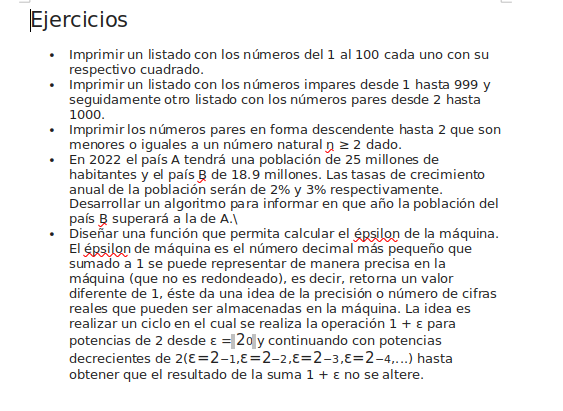 Ejercicios
• Imprimir un listado con los números del 1 al 100 cada uno con su
respectivo cuadrado.
• Imprimir un listado con los números impares desde 1 hasta 999 y
seguidamente otro listado con los números pares desde 2 hasta
1000.
• Imprimir los números pares en forma descendente hasta 2 que son
menores o iguales a un número natural n ≥ 2 dado.
• En 2022 el país A tendrá una población de 25 millones de
habitantes y el país B de 18.9 millones. Las tasas de crecimiento
anual de la población serán de 2% y 3% respectivamente.
Desarrollar un algoritmo para informar en que año la población del
país B superará a la de A.\
• Diseñar una función que permita calcular el épsilon de la máquina.
El épsilon de máquina es el número decimal más pequeño que
sumado a 1 se puede representar de manera precisa en la
máquina (que no es redondeado), es decir, retorna un valor
diferente de 1, éste da una idea de la precisión o número de cifras
reales que pueden ser almacenadas en la máquina. La idea es
realizar un ciclo en el cual se realiza la operación 1 + ε para
potencias de 2 desde ε = 20 y continuando con potencias
decrecientes de 2(ε=2−1,ε=2−2,ε=2−3,ε=2−4,...) hasta
obtener que el resultado de la suma 1 + ε no se altere.